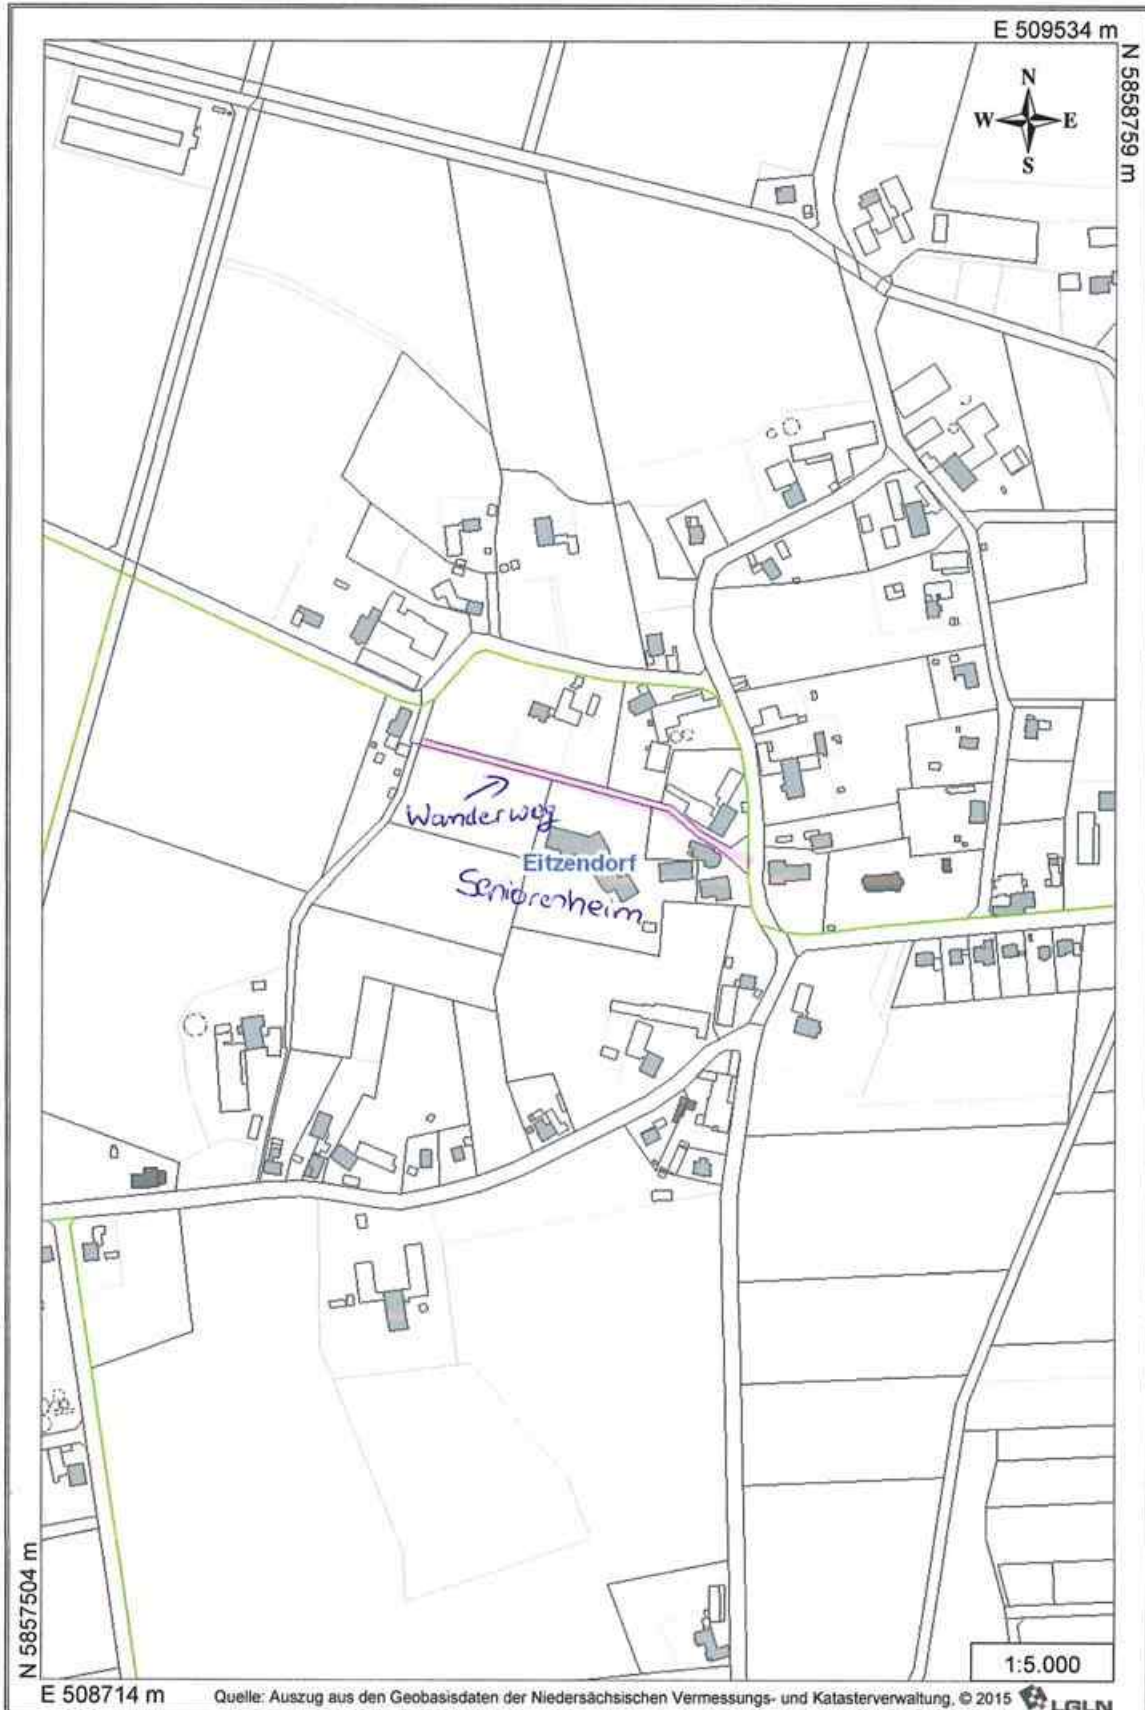 E 509534 m
N 5858759 m
N
W E
S
Wanderweg
Eitzendorf
Seniorenheim
N 5857504 m
1:5.000
E 508714 m
Quelle: Auszug aus den Geobasisdaten der Niedersächsischen Vermessungs- und Katasterverwaltung, © 2015 LGLN